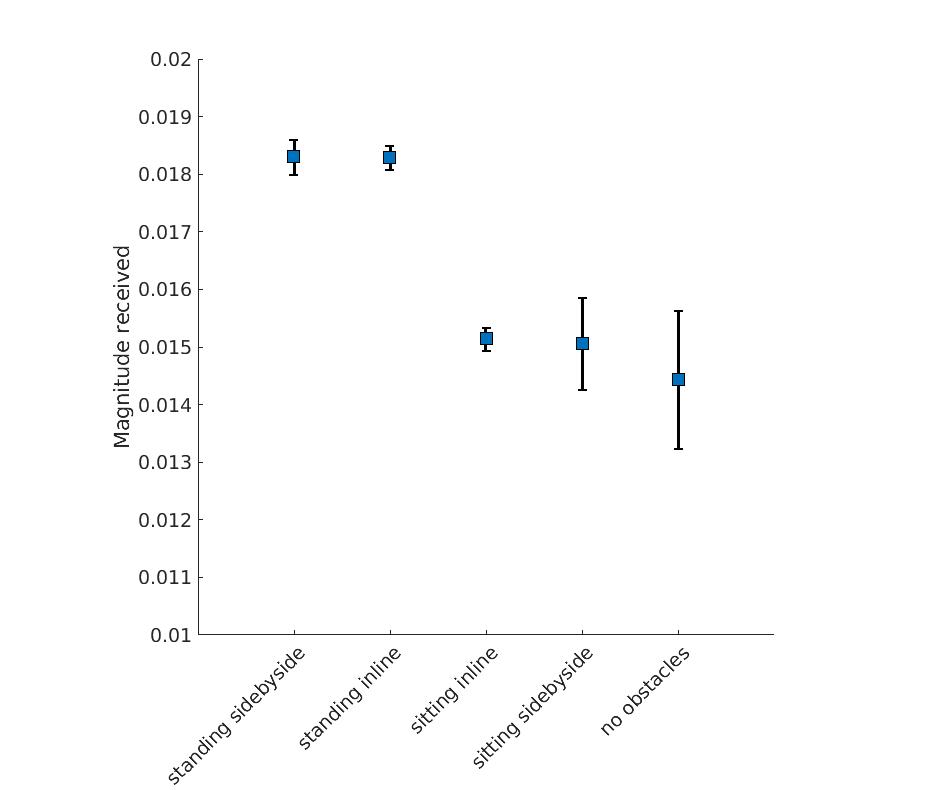 0.02
0.019
0.018
0.017
0.016
0.015
0.014
0.013
0.012
0.011
0.01
Magnitude received
standing sidebyside
standing inline
sitting inline
sitting sidebyside
no obstacles